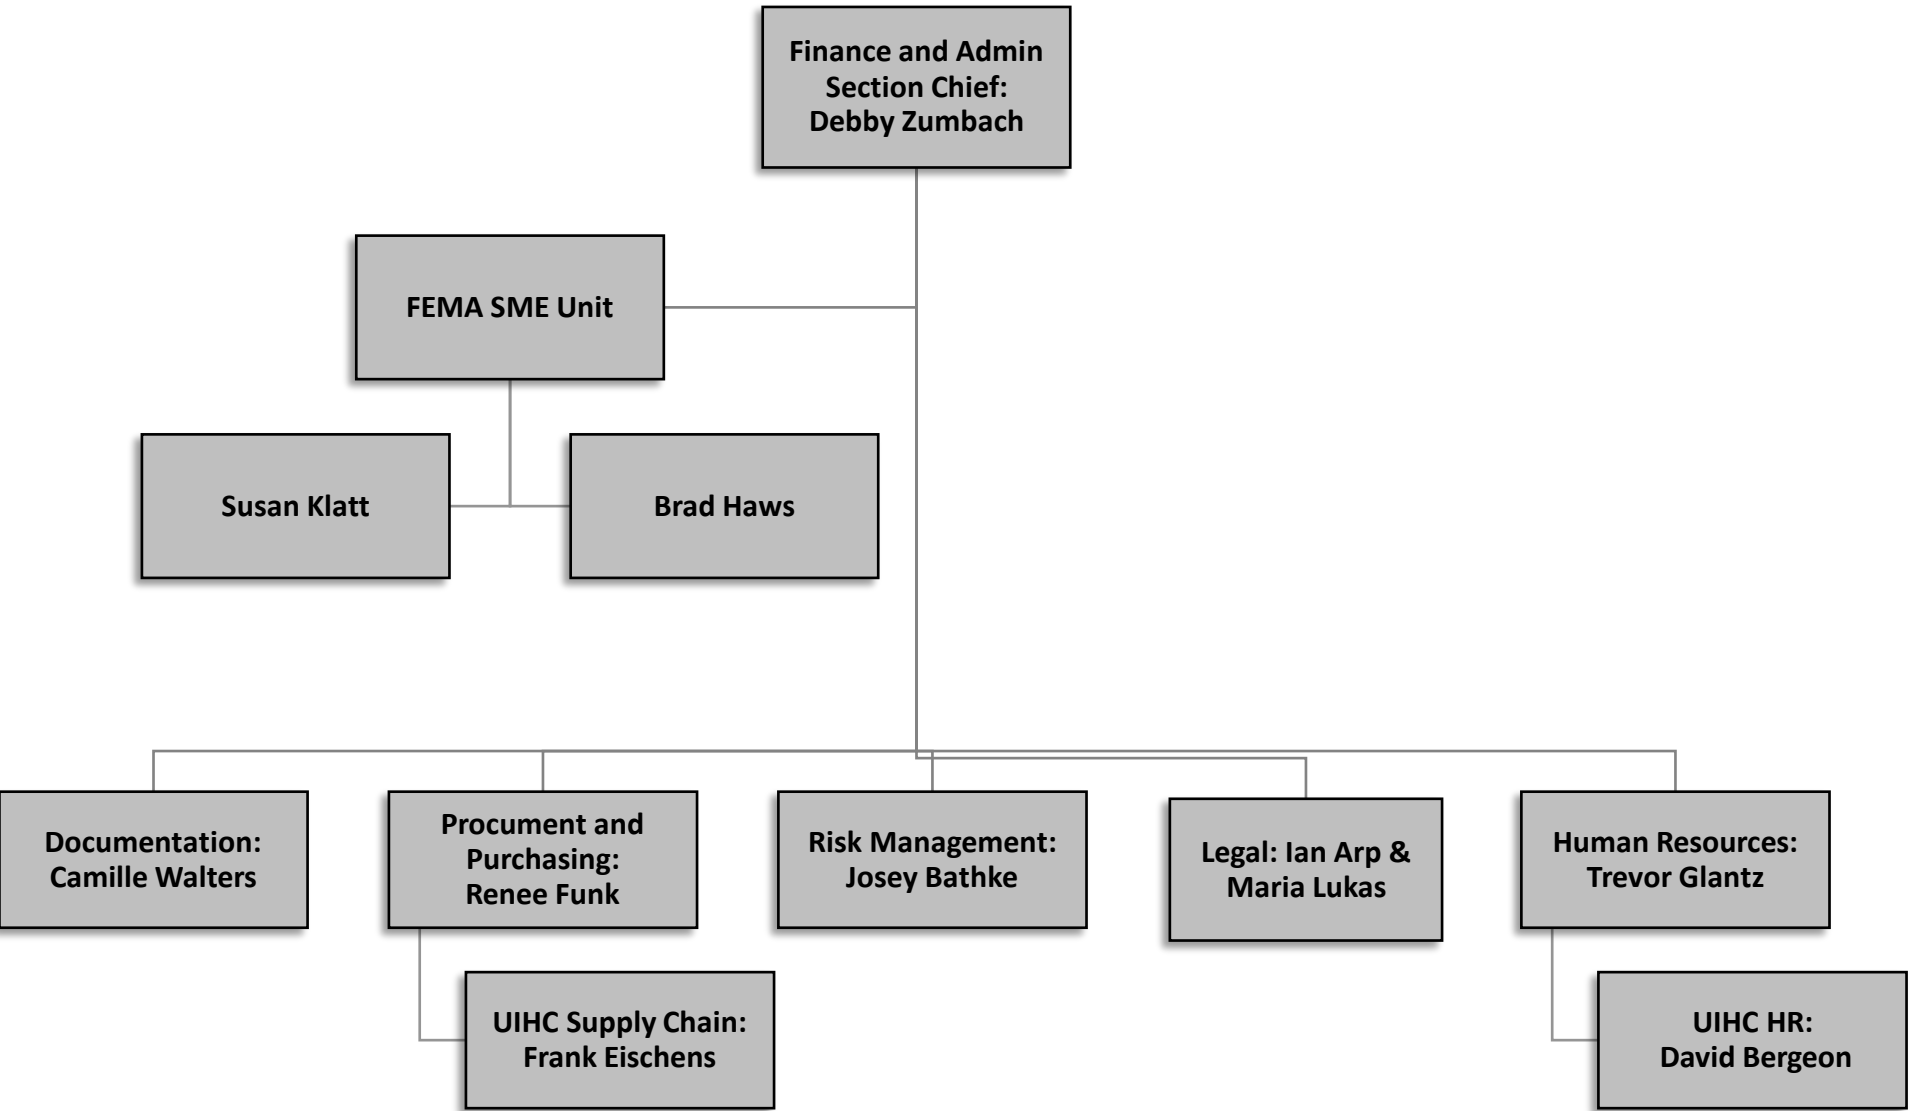 Finance and Admin
Section Chief:
Debby Zumbach
FEMA SME Unit
Susan Klatt
Brad Haws
Documentation:
Camille Walters
Procument and
Purchasing:
Renee Funk
Risk Management:
Josey Bathke
Legal: Ian Arp &
Maria Lukas
Human Resources:
Trevor Glantz
UIHC Supply Chain:
Frank Eischens
UIHC HR:
David Bergeon